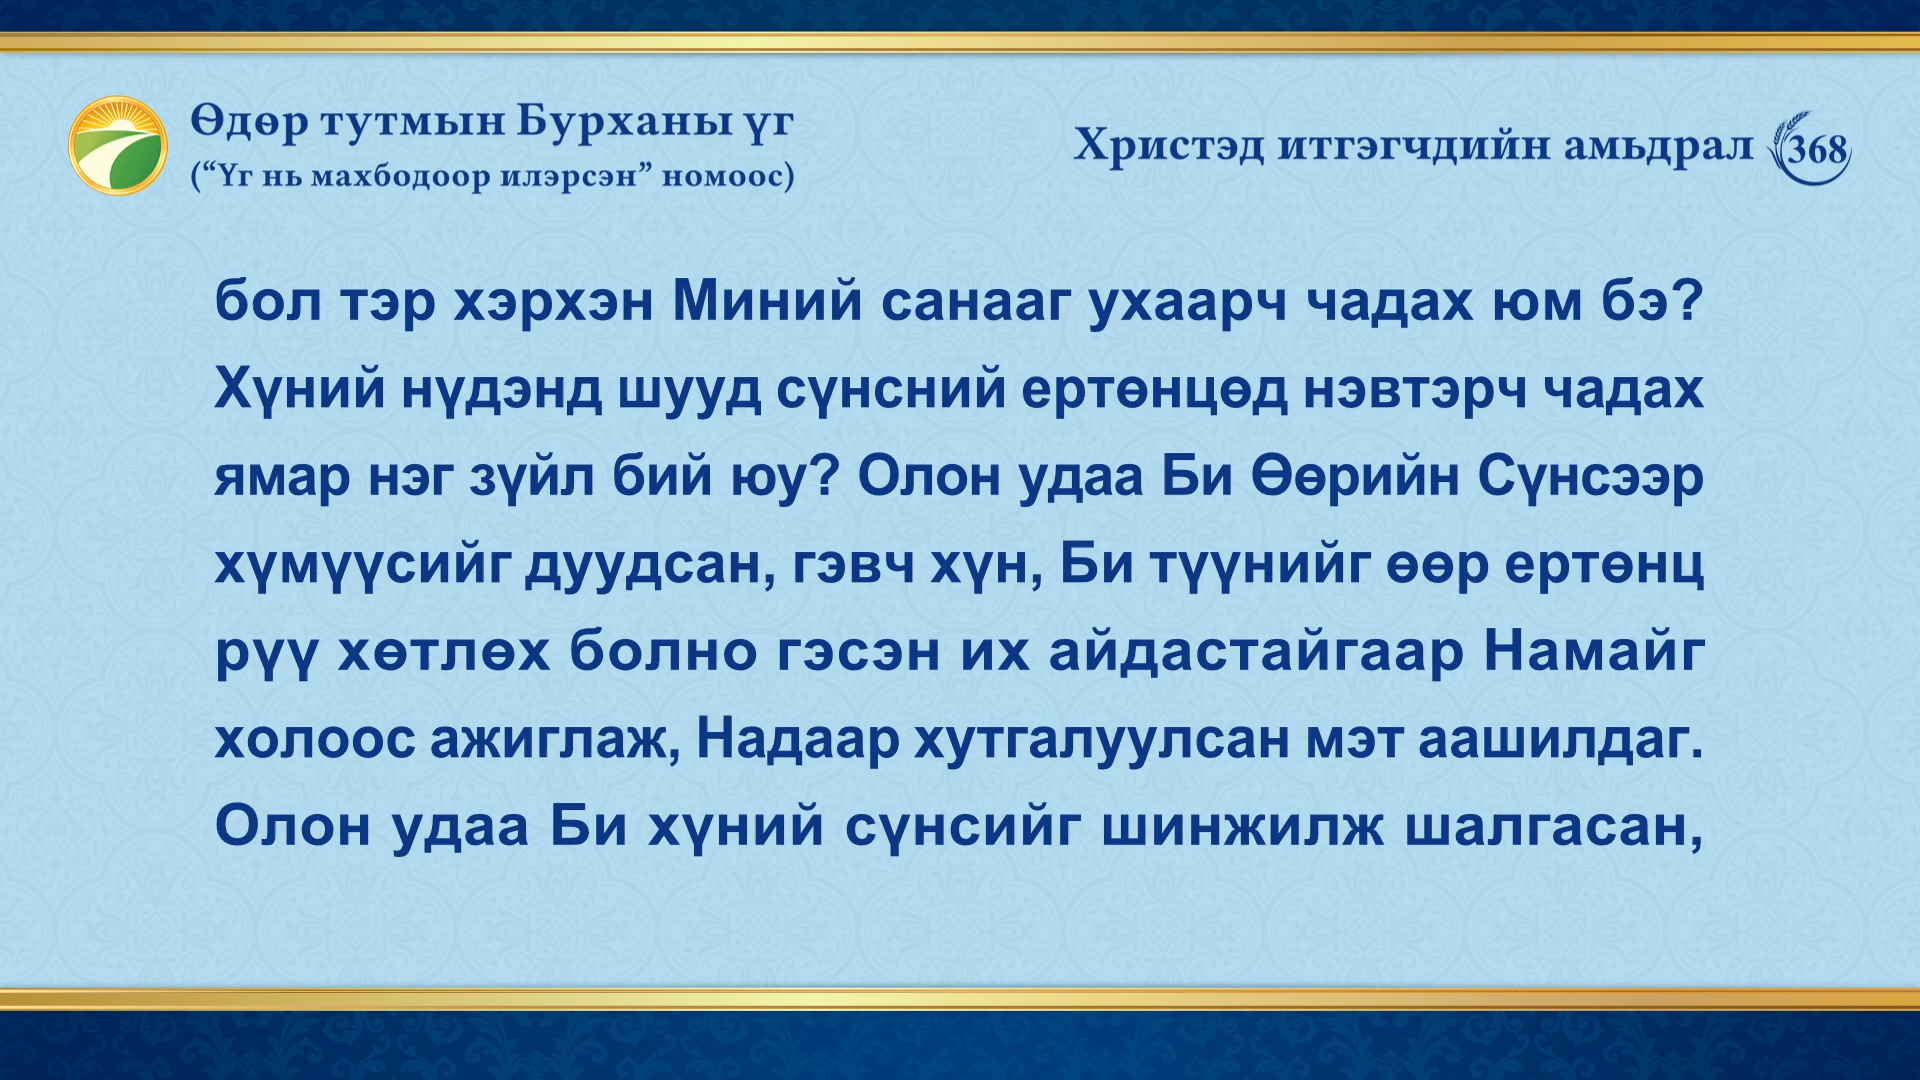 Өдөр тутмын Бурханы үг
(“Үг нь махбодоор илэрсэн” номоос)
Христэд итгэгчдийн амьдрал 368
бол тэр хэрхэн Миний санааг ухаарч чадах юм бэ?
Хүний нүдэнд шууд сүнсний ертөнцөд нэвтэрч чадах
ямар нэг зүйл бий юу? Олон удаа Би Өөрийн Сүнсээр
хүмүүсийг дуудсан, гэвч хүн, Би түүнийг өөр ертөнц
рүү хөтлөх болно гэсэн их айдастайгаар Намайг
холоос ажиглаж, Надаар хутгалуулсан мэт аашилдаг.
Олон удаа Би хүний сүнсийг шинжилж шалгасан,